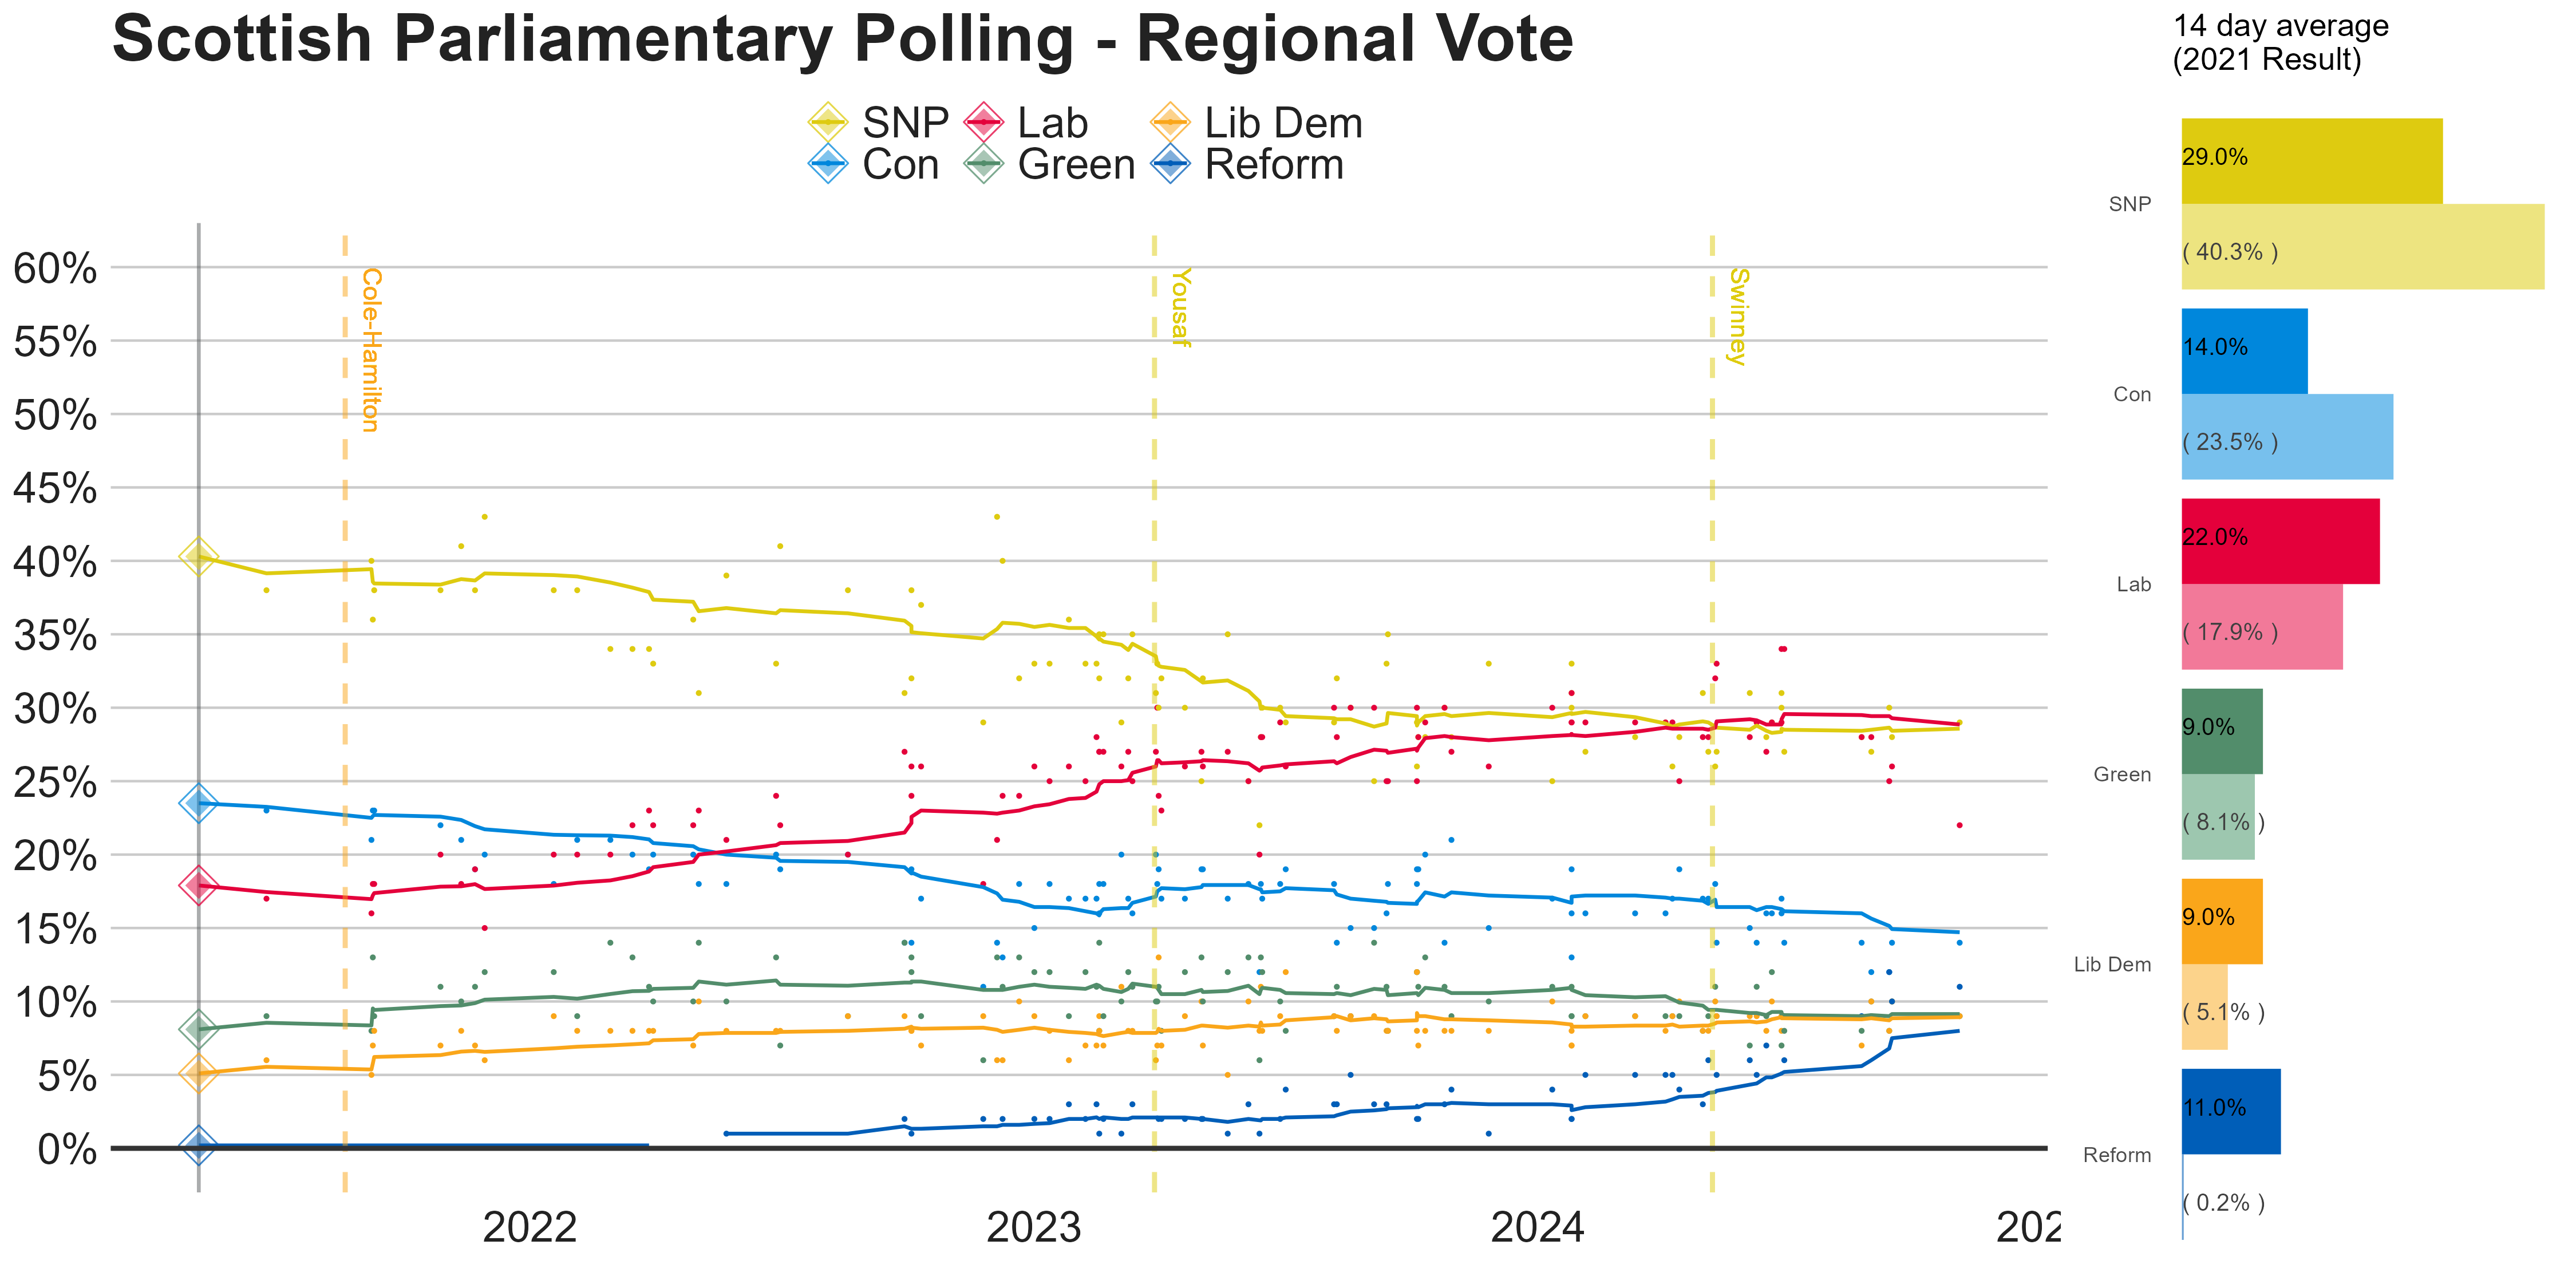 Scottish Parliamentary Polling - Regional Vote
14 day average
(2021 Result)
SNP Lab Lib Dem
Con Green Reform
60%
55%
50%
45%
40%
35%
30%
25%
20%
15%
10%
5%
0%
Cole-Hamilton
Yousaf
Swinney
2022 2023 2024 202
SNP
29.0%
( 40.3% )
Con
14.0%
( 23.5% )
Lab
22.0%
( 17.9% )
Green
9.0%
( 8.1% )
Lib Dem
9.0%
( 5.1% )
Reform
11.0%
( 0.2% )